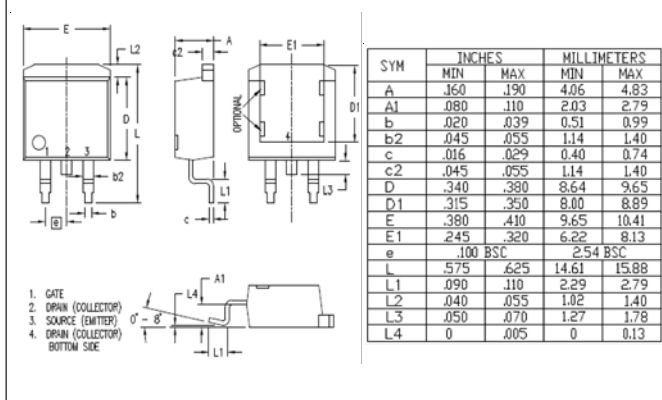 E
L2
D
L
1 2 3
b2
e
b
A
c2
L1
c
E1
OPTIONAL
4
D1
L3
A1
L4
0° - 8°
L1
1. GATE
2. DRAIN (COLLECTOR)
3. SOURCE (EMITTER)
4. DRAIN (COLLECTOR)
BOTTOM SIDE
SYM INCHES MILLIMETERS
MIN MAX MIN MAX
A .160 .190 4.06 4.83
A1 .080 .110 2.03 2.79
b .020 .039 0.51 0.99
b2 .045 .055 1.14 1.40
c .016 .029 0.40 0.74
c2 .045 .055 1.14 1.40
D .340 .380 8.64 9.65
D1 .315 .350 8.00 8.89
E .380 .410 9.65 10.41
E1 .245 .320 6.22 8.13
e .100 BSC 2.54 BSC
L .575 .625 14.61 15.88
L1 .090 .110 2.29 2.79
L2 .040 .055 1.02 1.40
L3 .050 .070 1.27 1.78
L4 0 .005 0 0.13